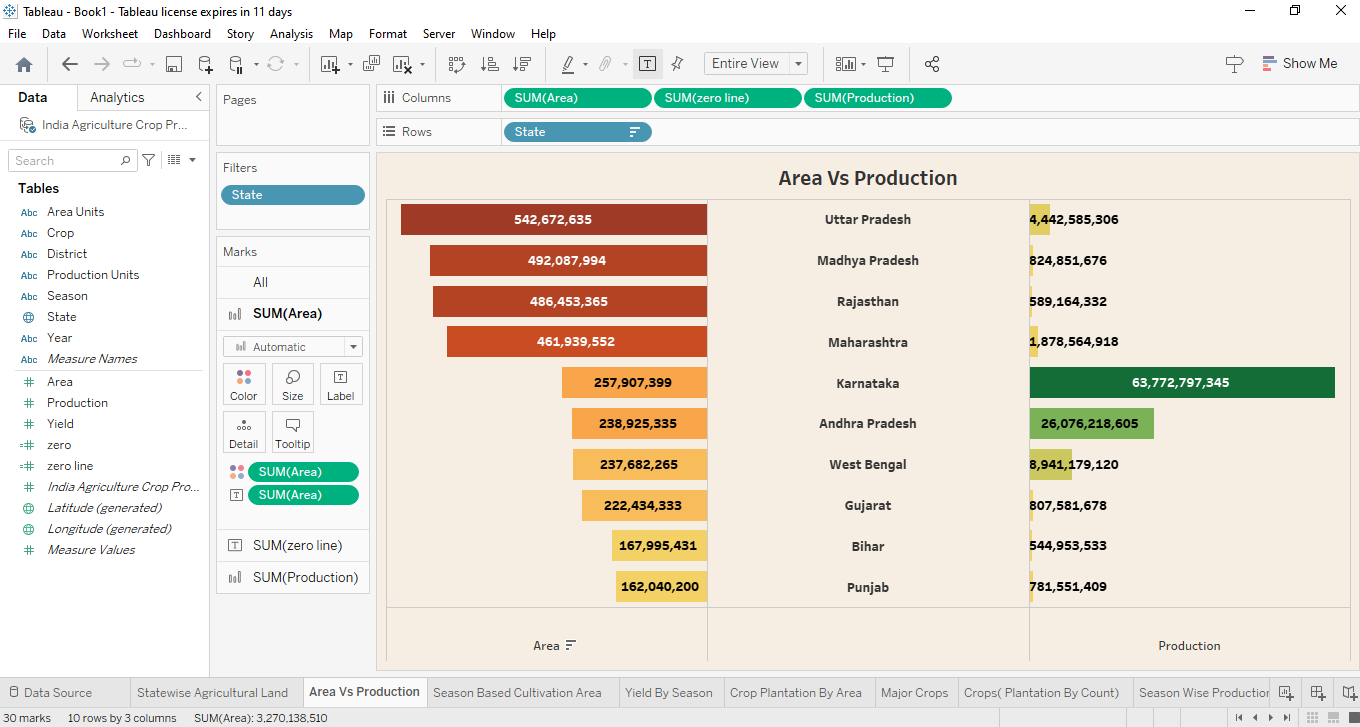 Tableau - Book1 - Tableau license expires in 11 days
File Data Worksheet Dashboard Story Analysis Map Format Server Window Help
Entire View
Show Me
Data Analytics
India Agriculture Crop Pr...
Search
Tables
Abc Area Units
Abc Crop
Abc District
Abc Production Units
Abc Season
State
Abc Year
Abc Measure Names
# Area
# Production
# Yield
=# zero
=# zero line
# India Agriculture Crop Pro...
Latitude (generated)
Longitude (generated)
# Measure Values
Pages
Filters
State
Marks
All
SUM(Area)
Automatic
Color Size Label
Detail Tooltip
SUM(Area)
SUM(Area)
SUM(zero line)
SUM(Production)
Columns SUM(Area) SUM(zero line) SUM(Production)
Rows State
Area Vs Production
542,672,635 Uttar Pradesh 4,442,585,306
492,087,994 Madhya Pradesh 824,851,676
486,453,365 Rajasthan 589,164,332
461,939,552 Maharashtra 1,878,564,918
257,907,399 Karnataka 63,772,797,345
238,925,335 Andhra Pradesh 26,076,218,605
237,682,265 West Bengal 8,941,179,120
222,434,333 Gujarat 807,581,678
167,995,431 Bihar 544,953,533
162,040,200 Punjab 781,551,409
Area Production
Data Source Statewise Agricultural Land Area Vs Production Season Based Cultivation Area Yield By Season Crop Plantation By Area Major Crops Crops( Plantation By Count) Season Wise Production
30 marks 10 rows by 3 columns SUM(Area): 3,270,138,510